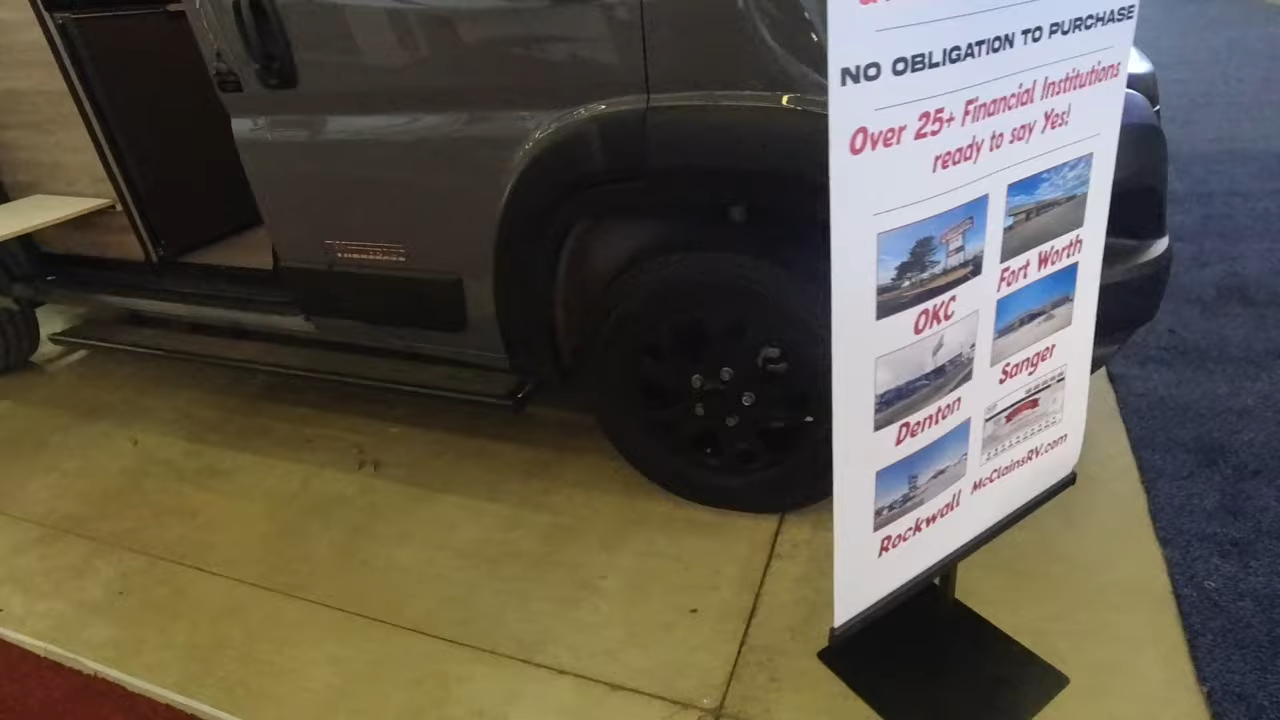 NO OBLIGATION TO PURCHASE
Over 25+ Financial Institutions
ready to say Yes!
OKC
Fort Worth
Denton
Sanger
Rockwall
McClainsRV.com